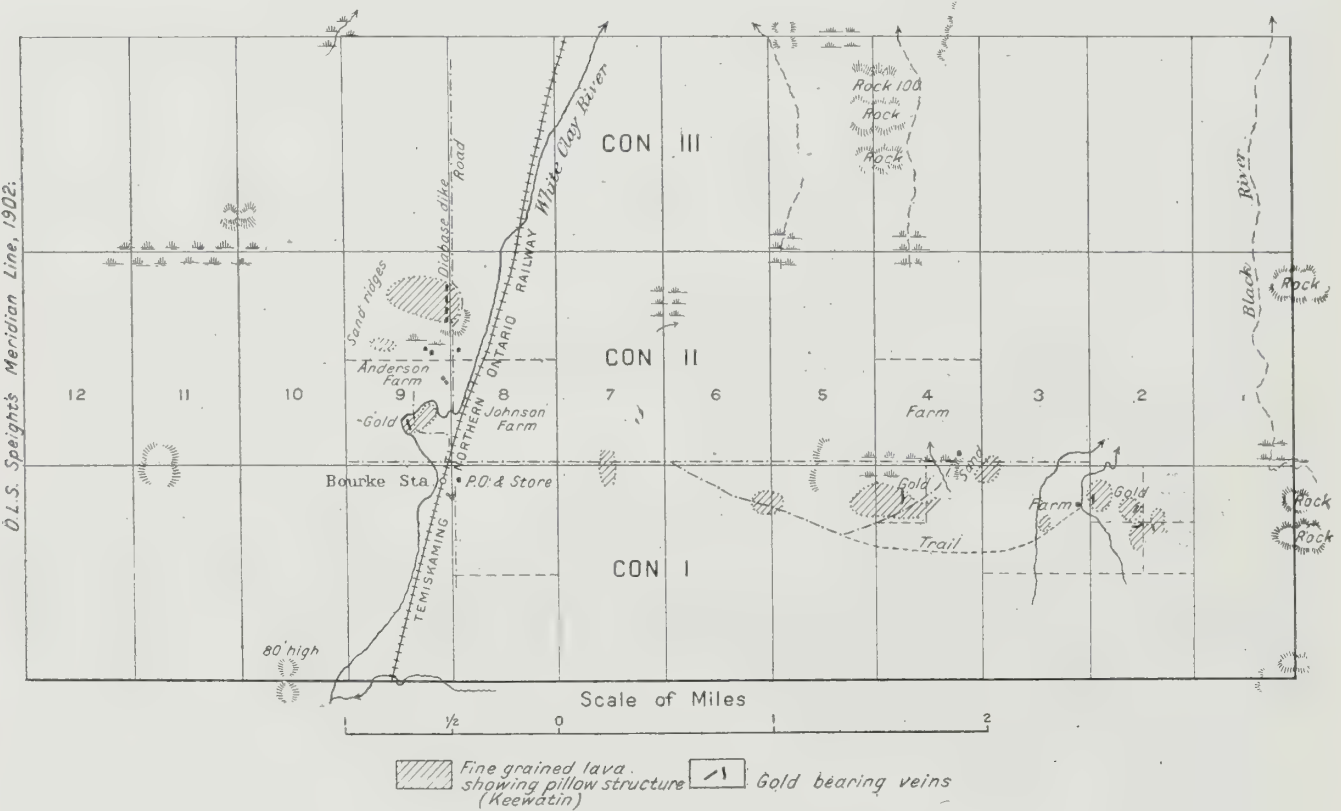 D.L.S. Speight's Meridian Line, 1902.
CON III
White Clay River
Road
Diabase dike
Rock 100
Rock
Rock
Black River
Rock
Sand ridges
TEMISKAMING NORTHERN ONTARIO RAILWAY
CON II
Anderson
Farm
12
11
10
9
8
7
6
5
4
3
2
Gold
Johnson
Farm
Farm
Bourke Sta.
P.O. & Store
Gold
Sand
Farm
Gold
Rock
Rock
Trail
CON I
80' high
Scale of Miles
1
1/2
0
1
2
Fine grained lava.
showing pillow structure
(Keewatin)
Gold bearing veins